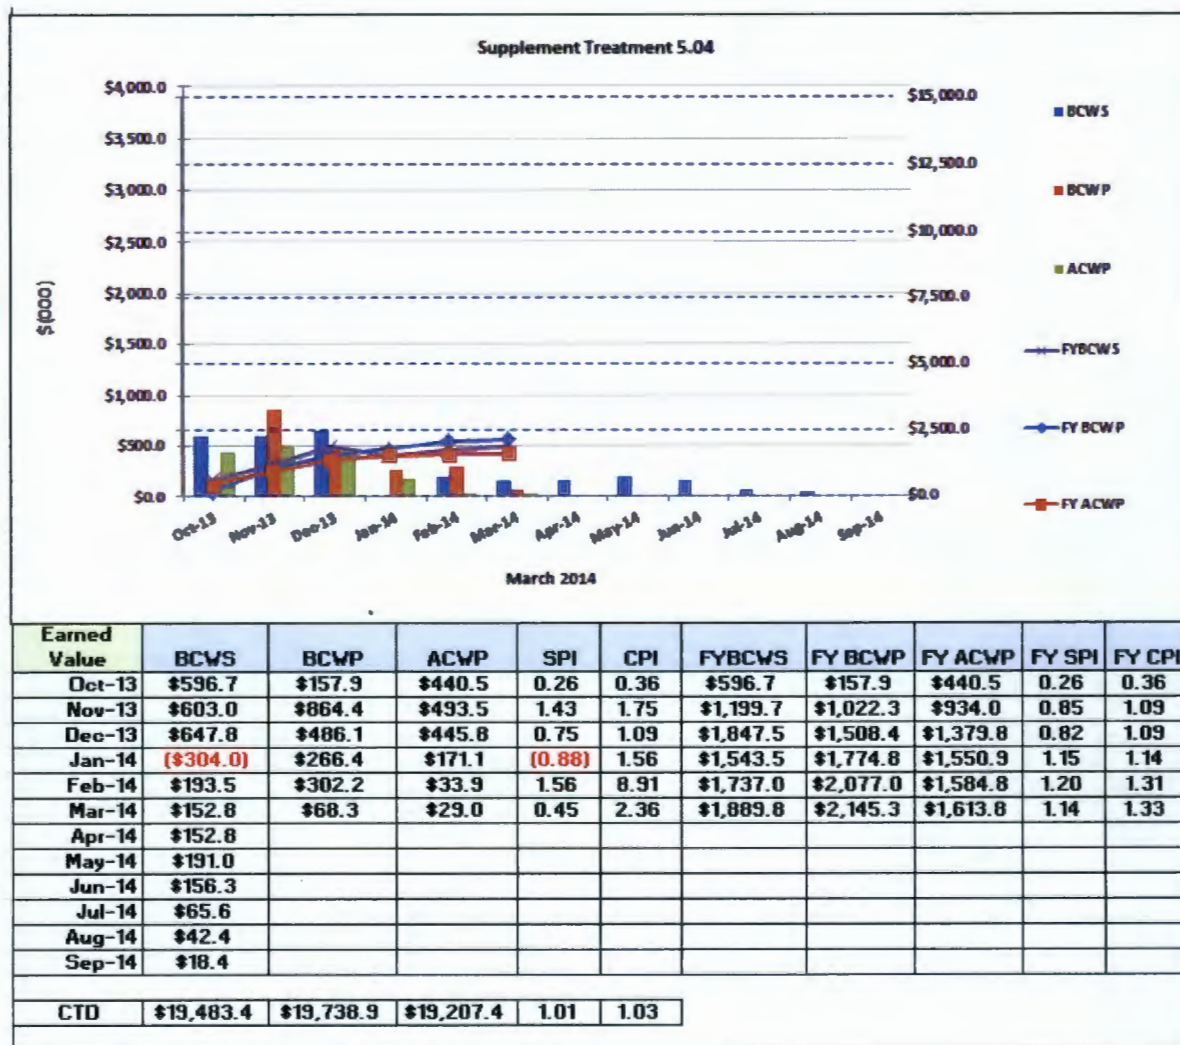 Supplement Treatment 5.04
$4,000.0
$3,500.0
$3,000.0
$2,500.0
$2,000.0
$1,500.0
$1,000.0
$500.0
$0.0
$(000)
$15,000.0
$12,500.0
$10,000.0
$7,500.0
$5,000.0
$2,500.0
$0.0
BCWS
BCWP
ACWP
FYBCWS
FY BCWP
FY ACWP
Oct-13 Nov-13 Dec-13 Jan-14 Feb-14 Mar-14 Apr-14 May-14 Jun-14 Jul-14 Aug-14 Sep-14
March 2014
Earned Value BCWS BCWP ACWP SPI CPI FYBCWS FY BCWP FY ACWP FY SPI FY CPI
Oct-13 $596.7 $157.9 $440.5 0.26 0.36 $596.7 $157.9 $440.5 0.26 0.36
Nov-13 $603.0 $864.4 $493.5 1.43 1.75 $1,199.7 $1,022.3 $934.0 0.85 1.09
Dec-13 $647.8 $486.1 $445.8 0.75 1.09 $1,847.5 $1,508.4 $1,379.8 0.82 1.09
Jan-14 ($304.0) $266.4 $171.1 (0.88) 1.56 $1,543.5 $1,774.8 $1,550.9 1.15 1.14
Feb-14 $193.5 $302.2 $33.9 1.56 8.91 $1,737.0 $2,077.0 $1,584.8 1.20 1.31
Mar-14 $152.8 $68.3 $29.0 0.45 2.36 $1,889.8 $2,145.3 $1,613.8 1.14 1.33
Apr-14 $152.8
May-14 $191.0
Jun-14 $156.3
Jul-14 $65.6
Aug-14 $42.4
Sep-14 $18.4
CTD $19,483.4 $19,738.9 $19,207.4 1.01 1.03